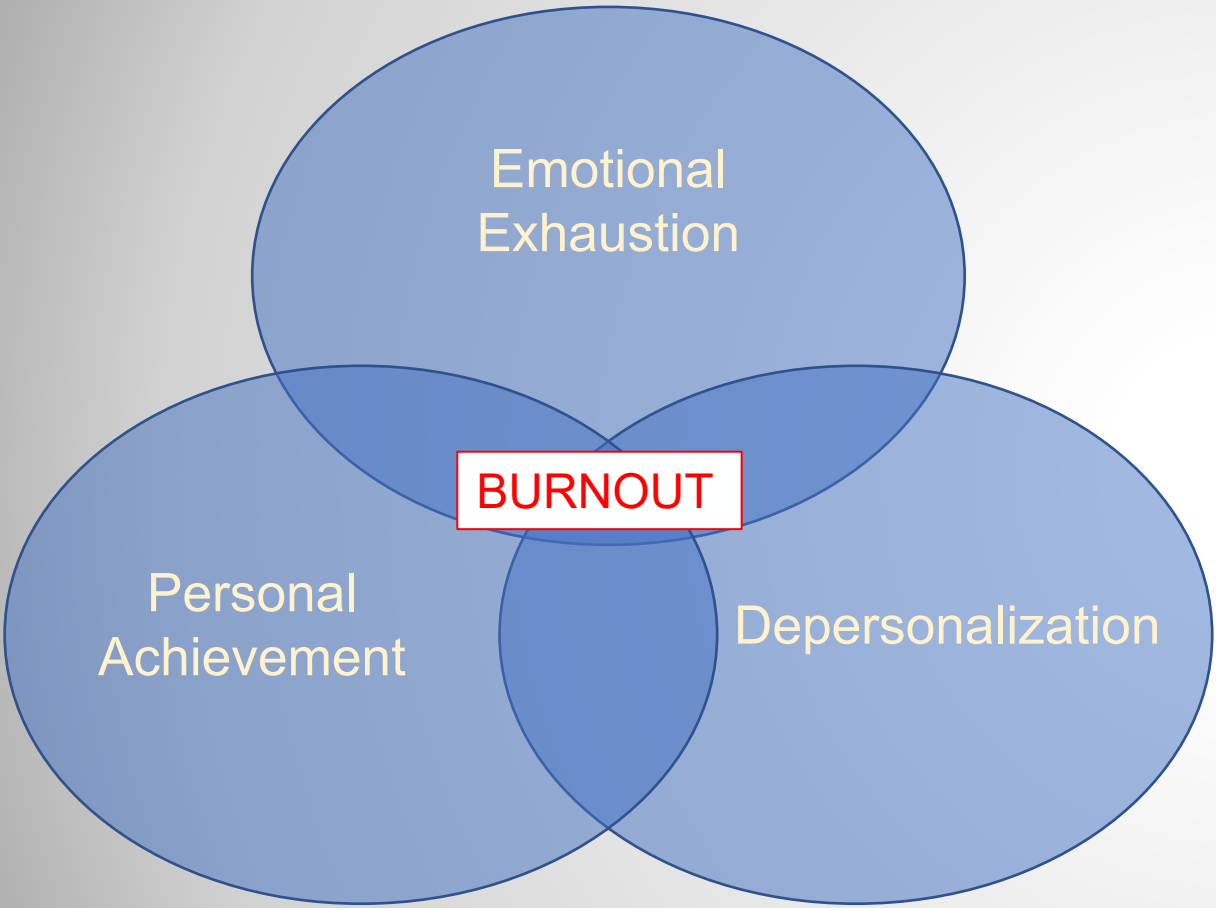 Emotional
Exhaustion
BURNOUT
Personal
Achievement
Depersonalization